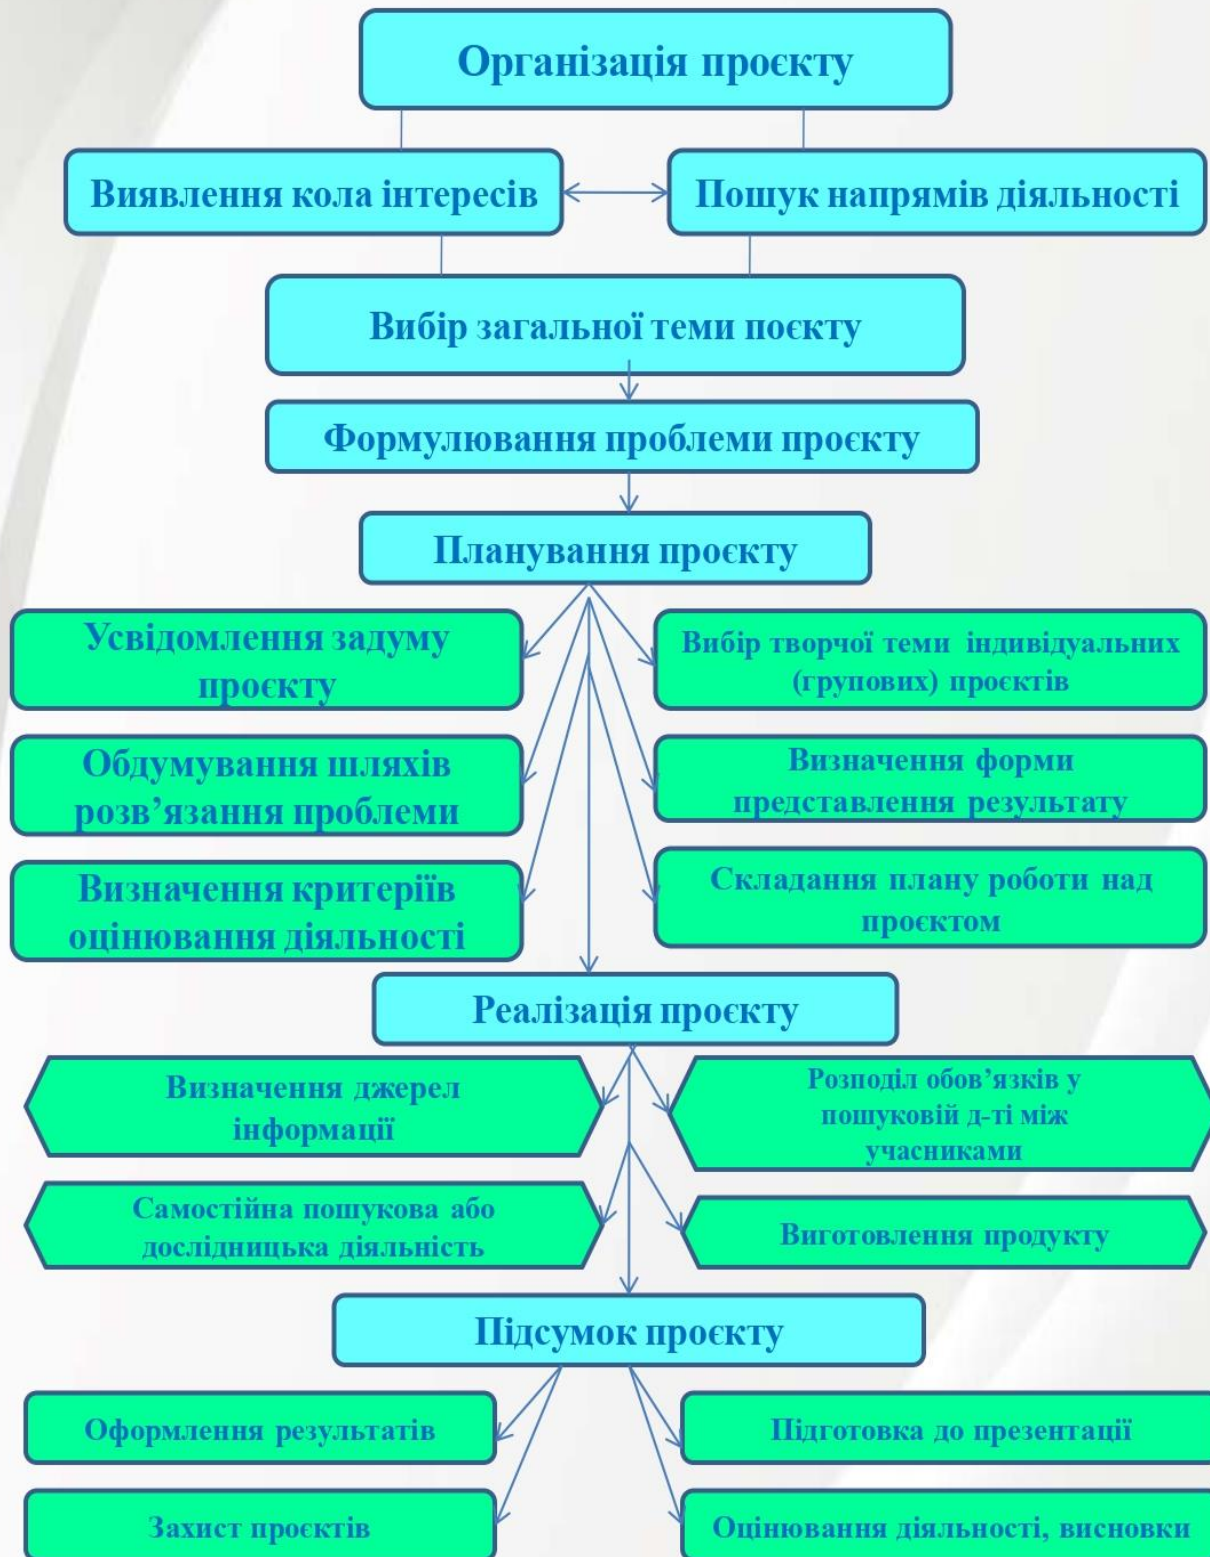 Організація проєкту
Виявлення кола інтересів
Пошук напрямів діяльності
Вибір загальної теми поєкту
Формулювання проблеми проєкту
Планування проєкту
Усвідомлення задуму
проєкту
Вибір творчої теми індивідуальних
(групових) проєктів
Обдумування шляхів
розв’язання проблеми
Визначення форми
представлення результату
Визначення критеріїв
оцінювання діяльності
Складання плану роботи над
проєктом
Реалізація проєкту
Визначення джерел
інформації
Розподіл обов’язків у
пошуковій д-ті між
учасниками
Самостійна пошукова або
дослідницька діяльність
Виготовлення продукту
Підсумок проєкту
Оформлення результатів
Підготовка до презентації
Захист проєктів
Оцінювання діяльності, висновки